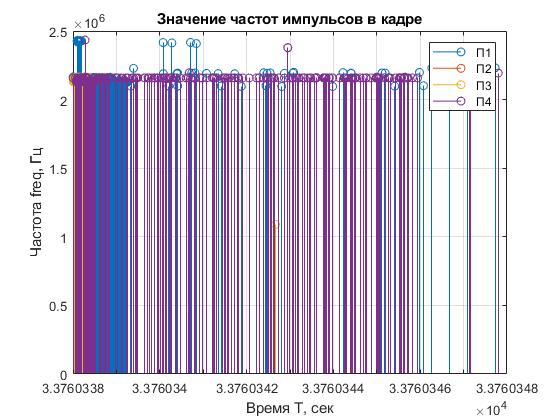 Значение частот импульсов в кадре
×10⁶
2.5
2
1.5
1
0.5
0
Частота freq, Гц
П1
П2
П3
П4
3.3760338
3.376034
3.3760342
3.3760344
3.3760346
3.3760348
×10⁴
Время T, сек